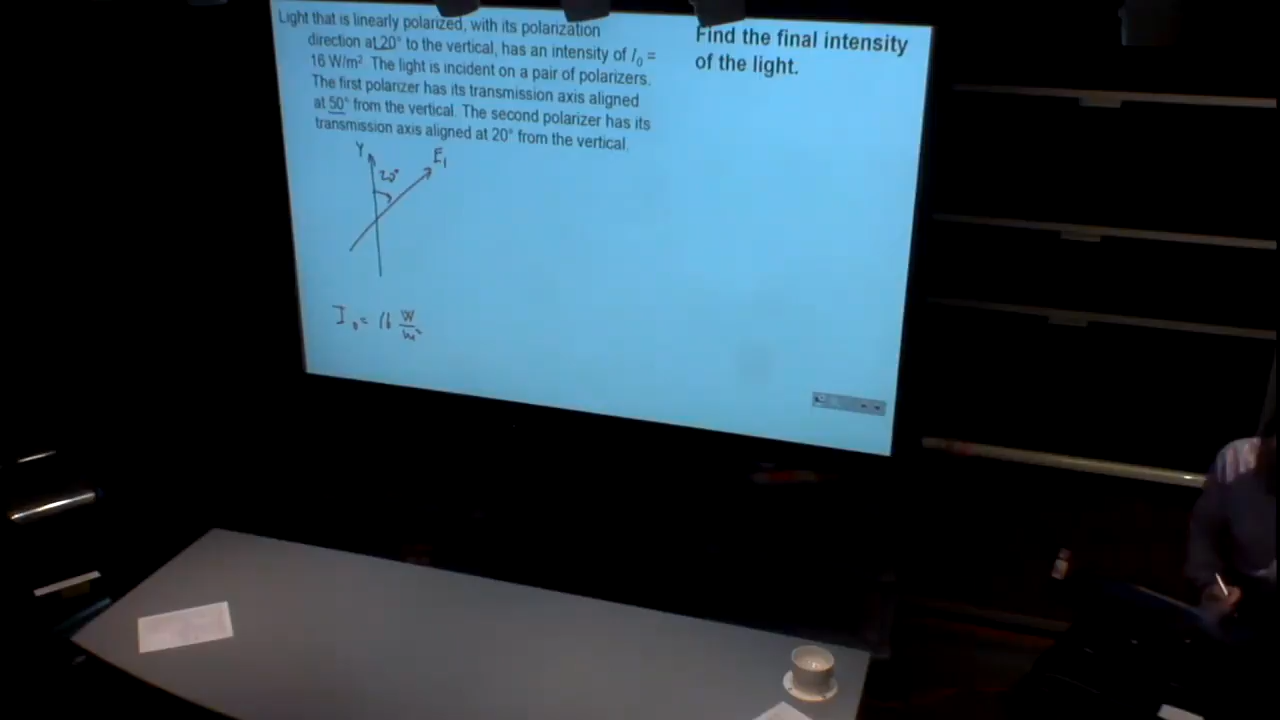 Light that is linearly polarized, with its polarization
direction at 20° to the vertical, has an intensity of I₀ =
16 W/m². The light is incident on a pair of polarizers.
The first polarizer has its transmission axis aligned
at 50° from the vertical. The second polarizer has its
transmission axis aligned at 20° from the vertical.
Find the final intensity
of the light.
Y
20°
E₁
I₀ = 16 W/m²